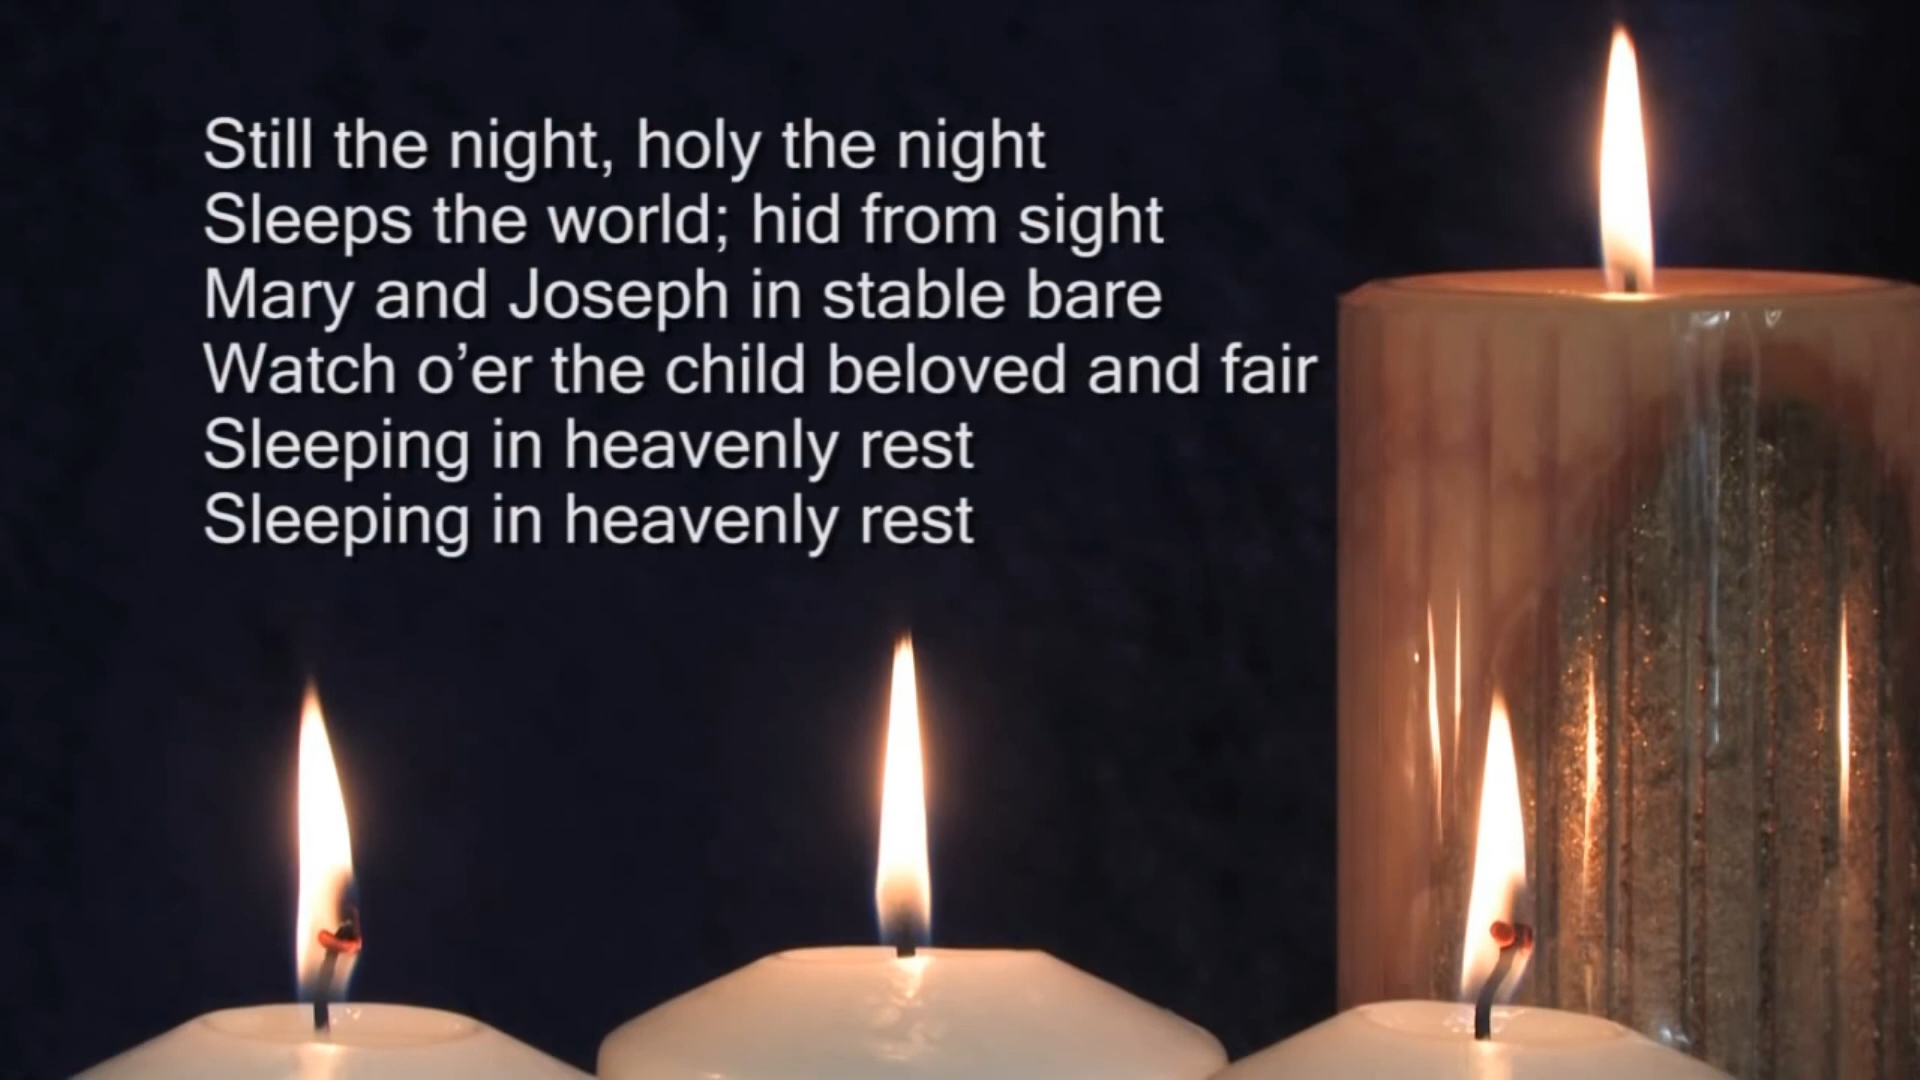 Still the night, holy the night
Sleeps the world; hid from sight
Mary and Joseph in stable bare
Watch o’er the child beloved and fair
Sleeping in heavenly rest
Sleeping in heavenly rest